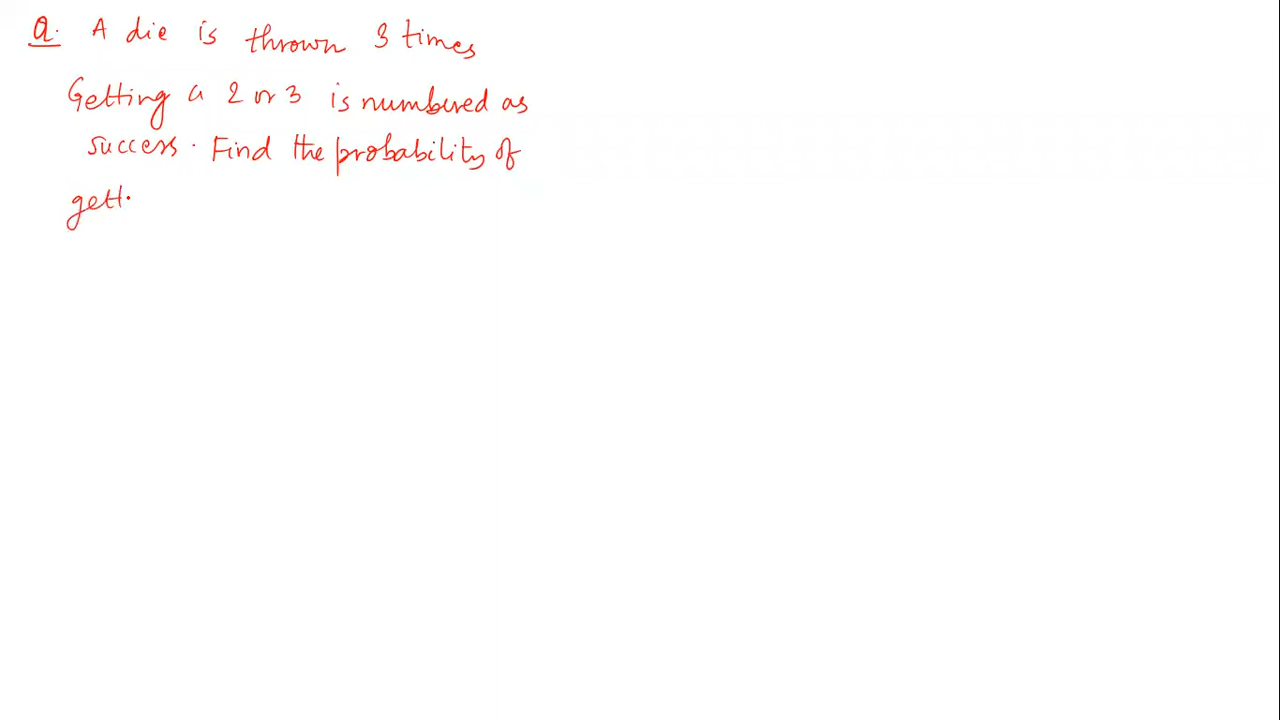 Q. A die is thrown 3 times
Getting a 2 or 3 is numbered as
success. Find the probability of
gett